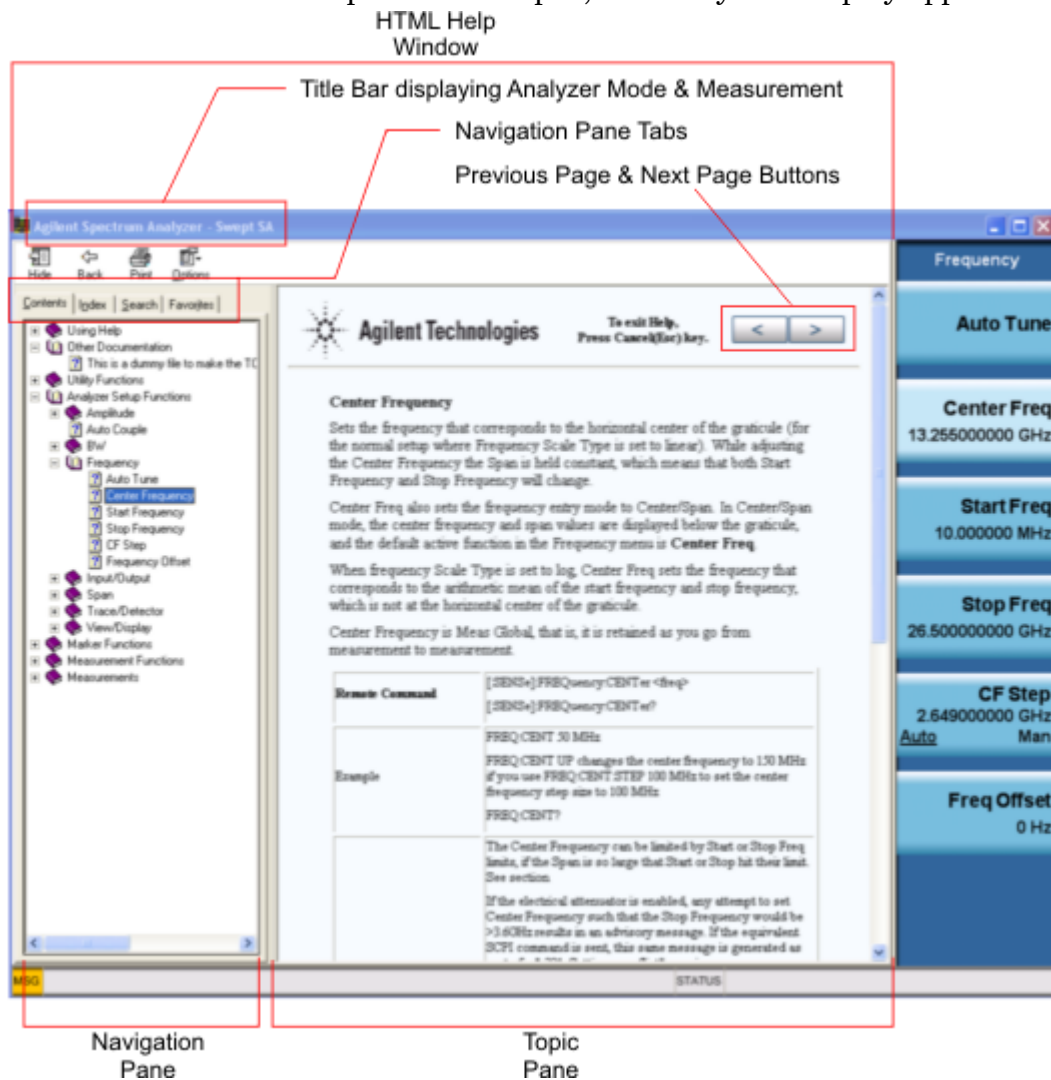 HTML Help
Window
Title Bar displaying Analyzer Mode & Measurement
Navigation Pane Tabs
Previous Page & Next Page Buttons
Agilent Spectrum Analyzer - Swept SA
Hide Back Print Options
Contents Index Search Favorites
Using Help
Other Documentation
This is a dummy file to make the TC
Utility Functions
Analyzer Setup Functions
Amplitude
Auto Couple
BW
Frequency
Auto Tune
Center Frequency
Start Frequency
Stop Frequency
CF Step
Frequency Offset
Input/Output
Span
Trace/Detector
View/Display
Marker Functions
Measurement Functions
Measurements
Agilent Technologies
To exit Help,
Press Cancel(Esc) key.
< >
Center Frequency
Sets the frequency that corresponds to the horizontal center of the graticule (for
the normal setup where Frequency Scale Type is set to linear). While adjusting
the Center Frequency the Span is held constant, which means that both Start
Frequency and Stop Frequency will change.
Center Freq also sets the frequency entry mode to Center/Span. In Center/Span
mode, the center frequency and span values are displayed below the graticule,
and the default active function in the Frequency menu is Center Freq.
When frequency Scale Type is set to log, Center Freq sets the frequency that
corresponds to the arithmetic mean of the start frequency and stop frequency,
which is not at the horizontal center of the graticule.
Center Frequency is Meas Global, that is, it is retained as you go from
measurement to measurement.
Remote Command
[:SENSe]:FREQuency:CENTer <freq>
[:SENSe]:FREQuency:CENTer?
Example
FREQ:CENT 50 MHz
FREQ:CENT UP changes the center frequency to 150 MHz
if you use FREQ:CENT:STEP 100 MHz to set the center
frequency step size to 100 MHz
FREQ:CENT?
The Center Frequency can be limited by Start or Stop Freq
limits, if the Span is so large that Start or Stop hit their limit.
See section
If the electrical attenuator is enabled, any attempt to set
Center Frequency such that the Stop Frequency would be
>3.6GHz results in an advisory message. If the equivalent
SCPI command is sent, this same message is generated as
Frequency
Auto Tune
Center Freq
13.255000000 GHz
Start Freq
10.000000 MHz
Stop Freq
26.500000000 GHz
CF Step
2.649000000 GHz
Auto Man
Freq Offset
0 Hz
MSG STATUS
Navigation
Pane
Topic
Pane